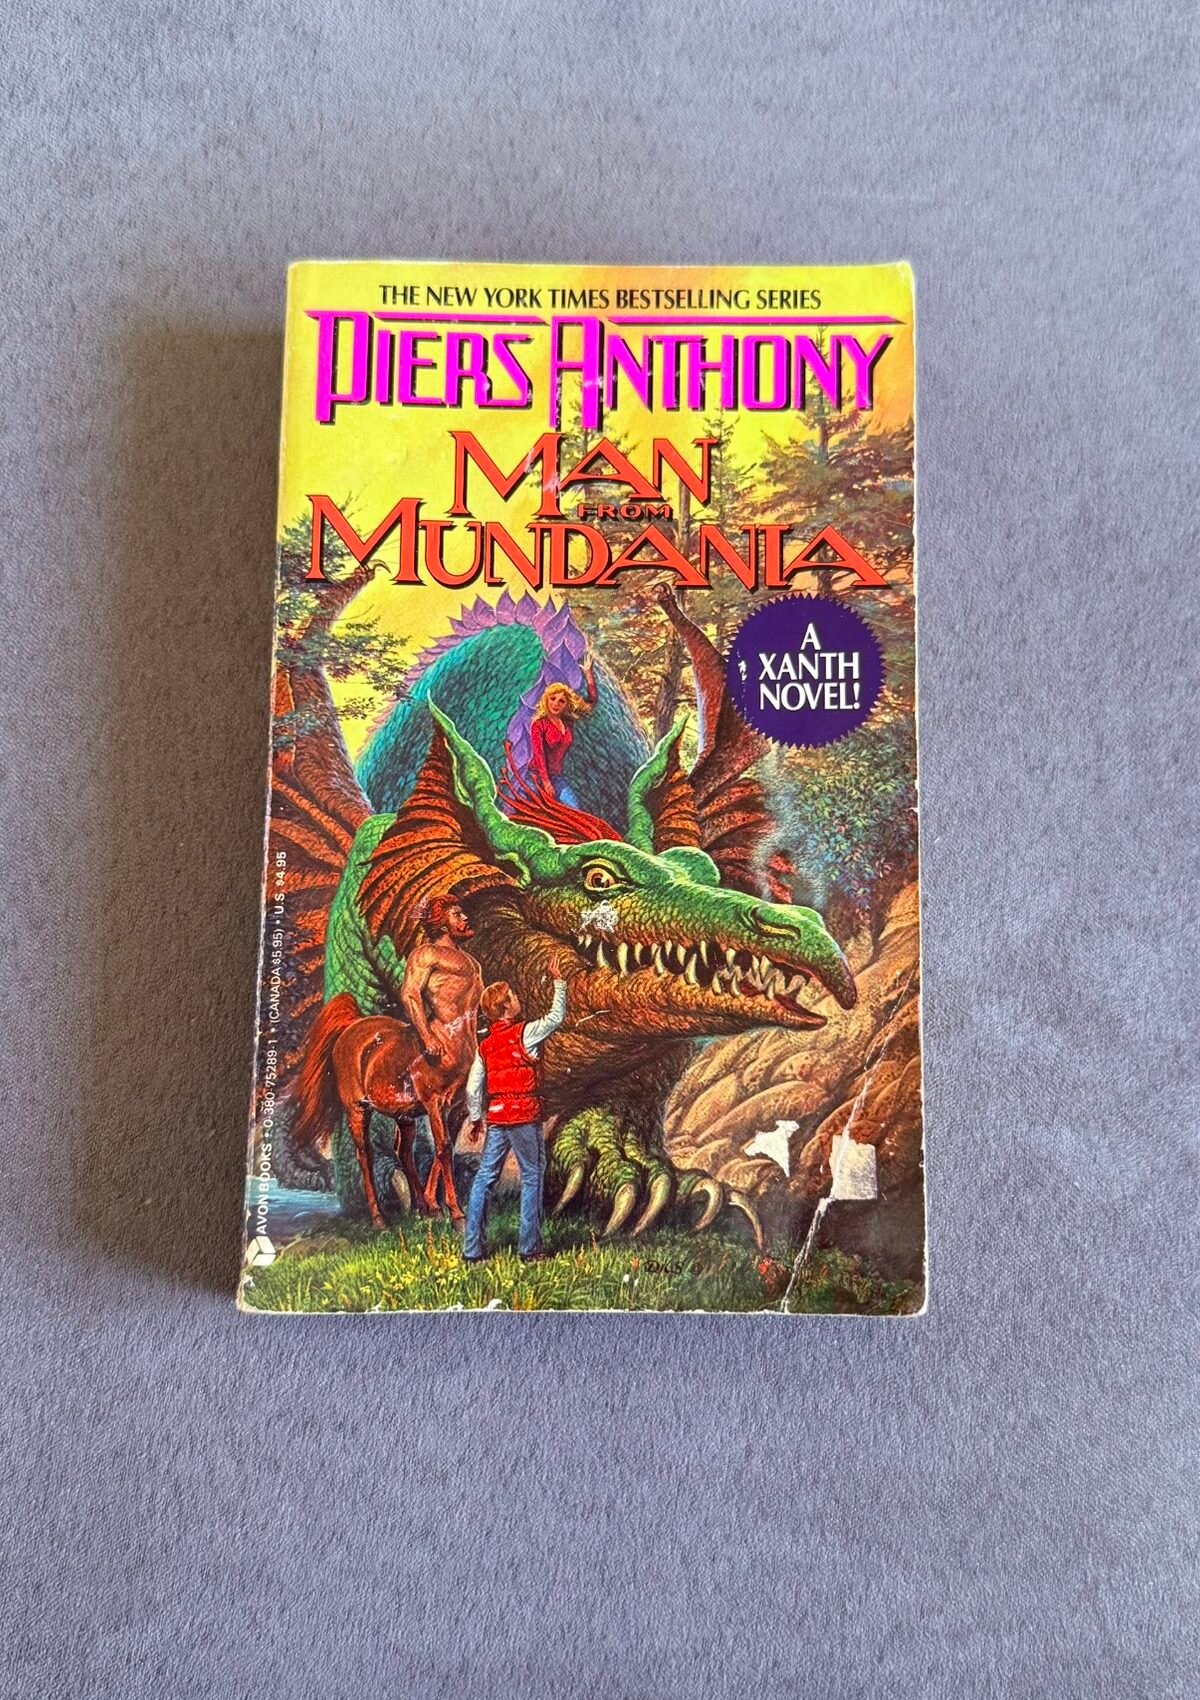 THE NEW YORK TIMES BESTSELLING SERIES
PIERS ANTHONY
MAN
FROM
MUNDANIA
A
XANTH
NOVEL!
AVON BOOKS • 0-380-75289-1 • (CANADA $5.95) • U.S. $4.95